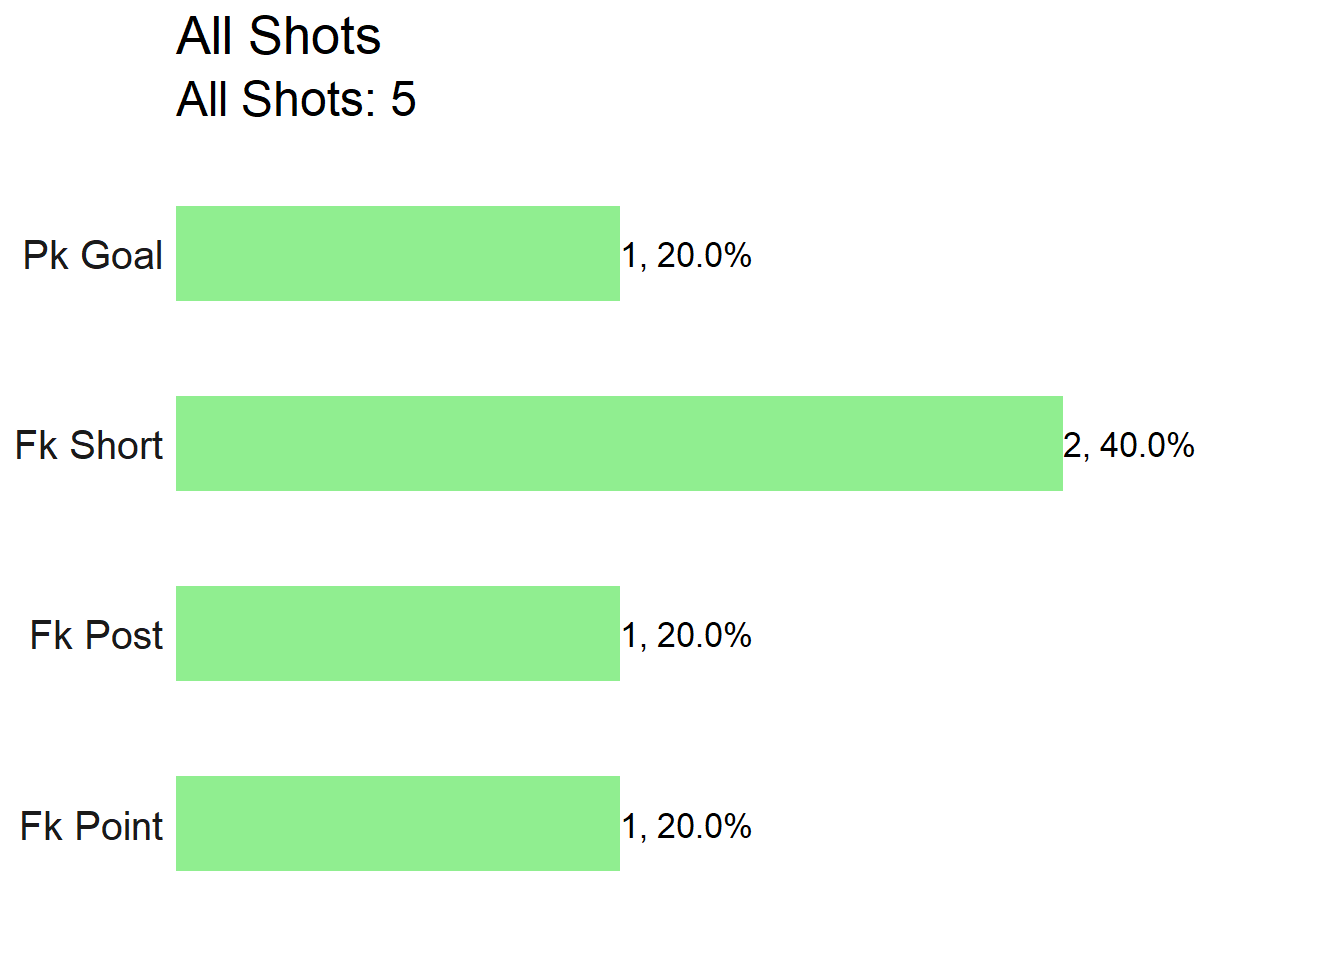 All Shots
All Shots: 5
Pk Goal 1, 20.0%
Fk Short 2, 40.0%
Fk Post 1, 20.0%
Fk Point 1, 20.0%